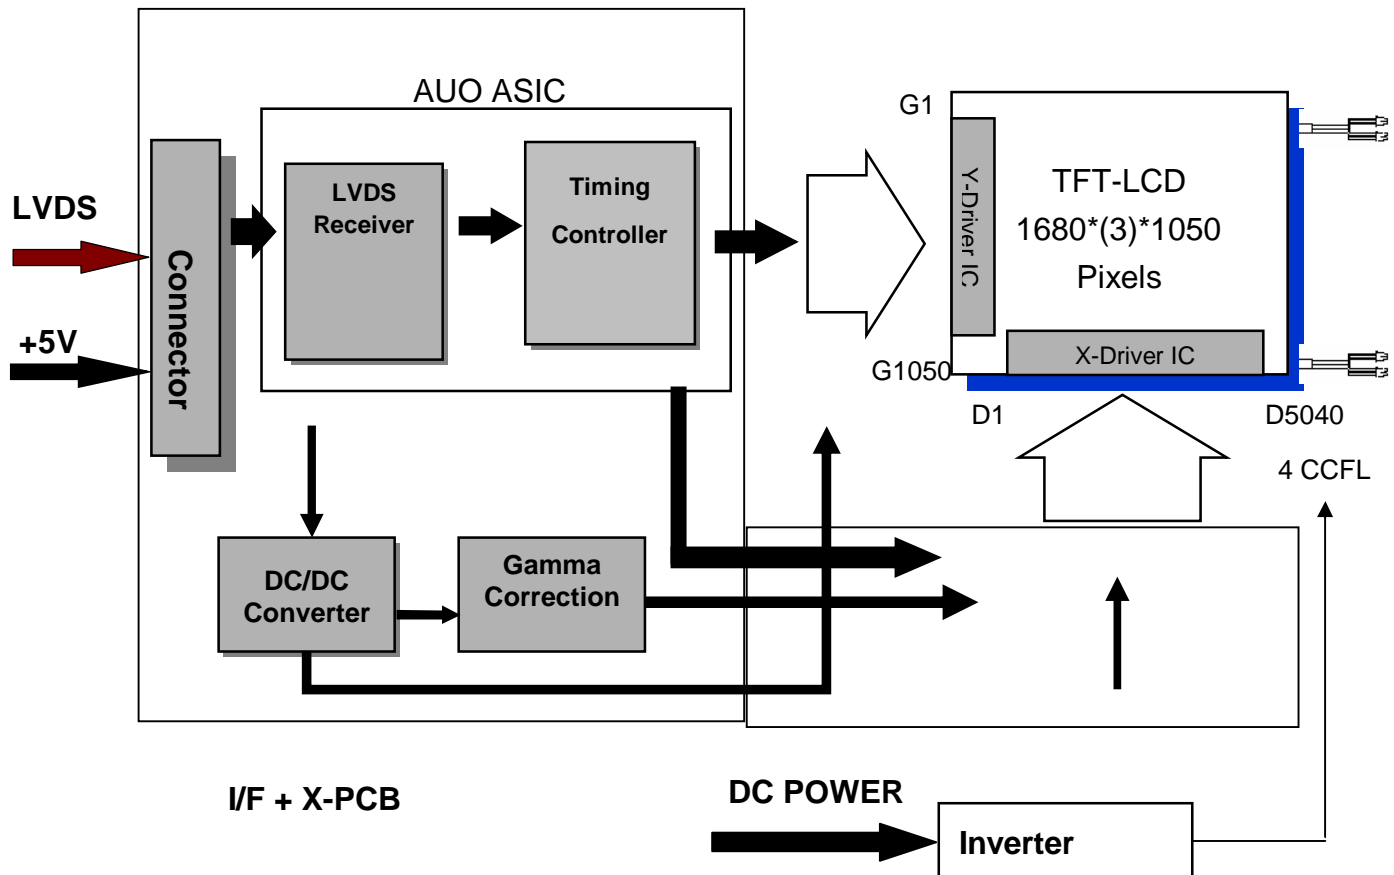 AUO ASIC
LVDS
+5V
Connector
LVDS
Receiver
Timing
Controller
G1
Y-Driver IC
TFT-LCD
1680*(3)*1050
Pixels
X-Driver IC
G1050
D1
D5040
4 CCFL
DC/DC
Converter
Gamma
Correction
I/F + X-PCB
DC POWER
Inverter